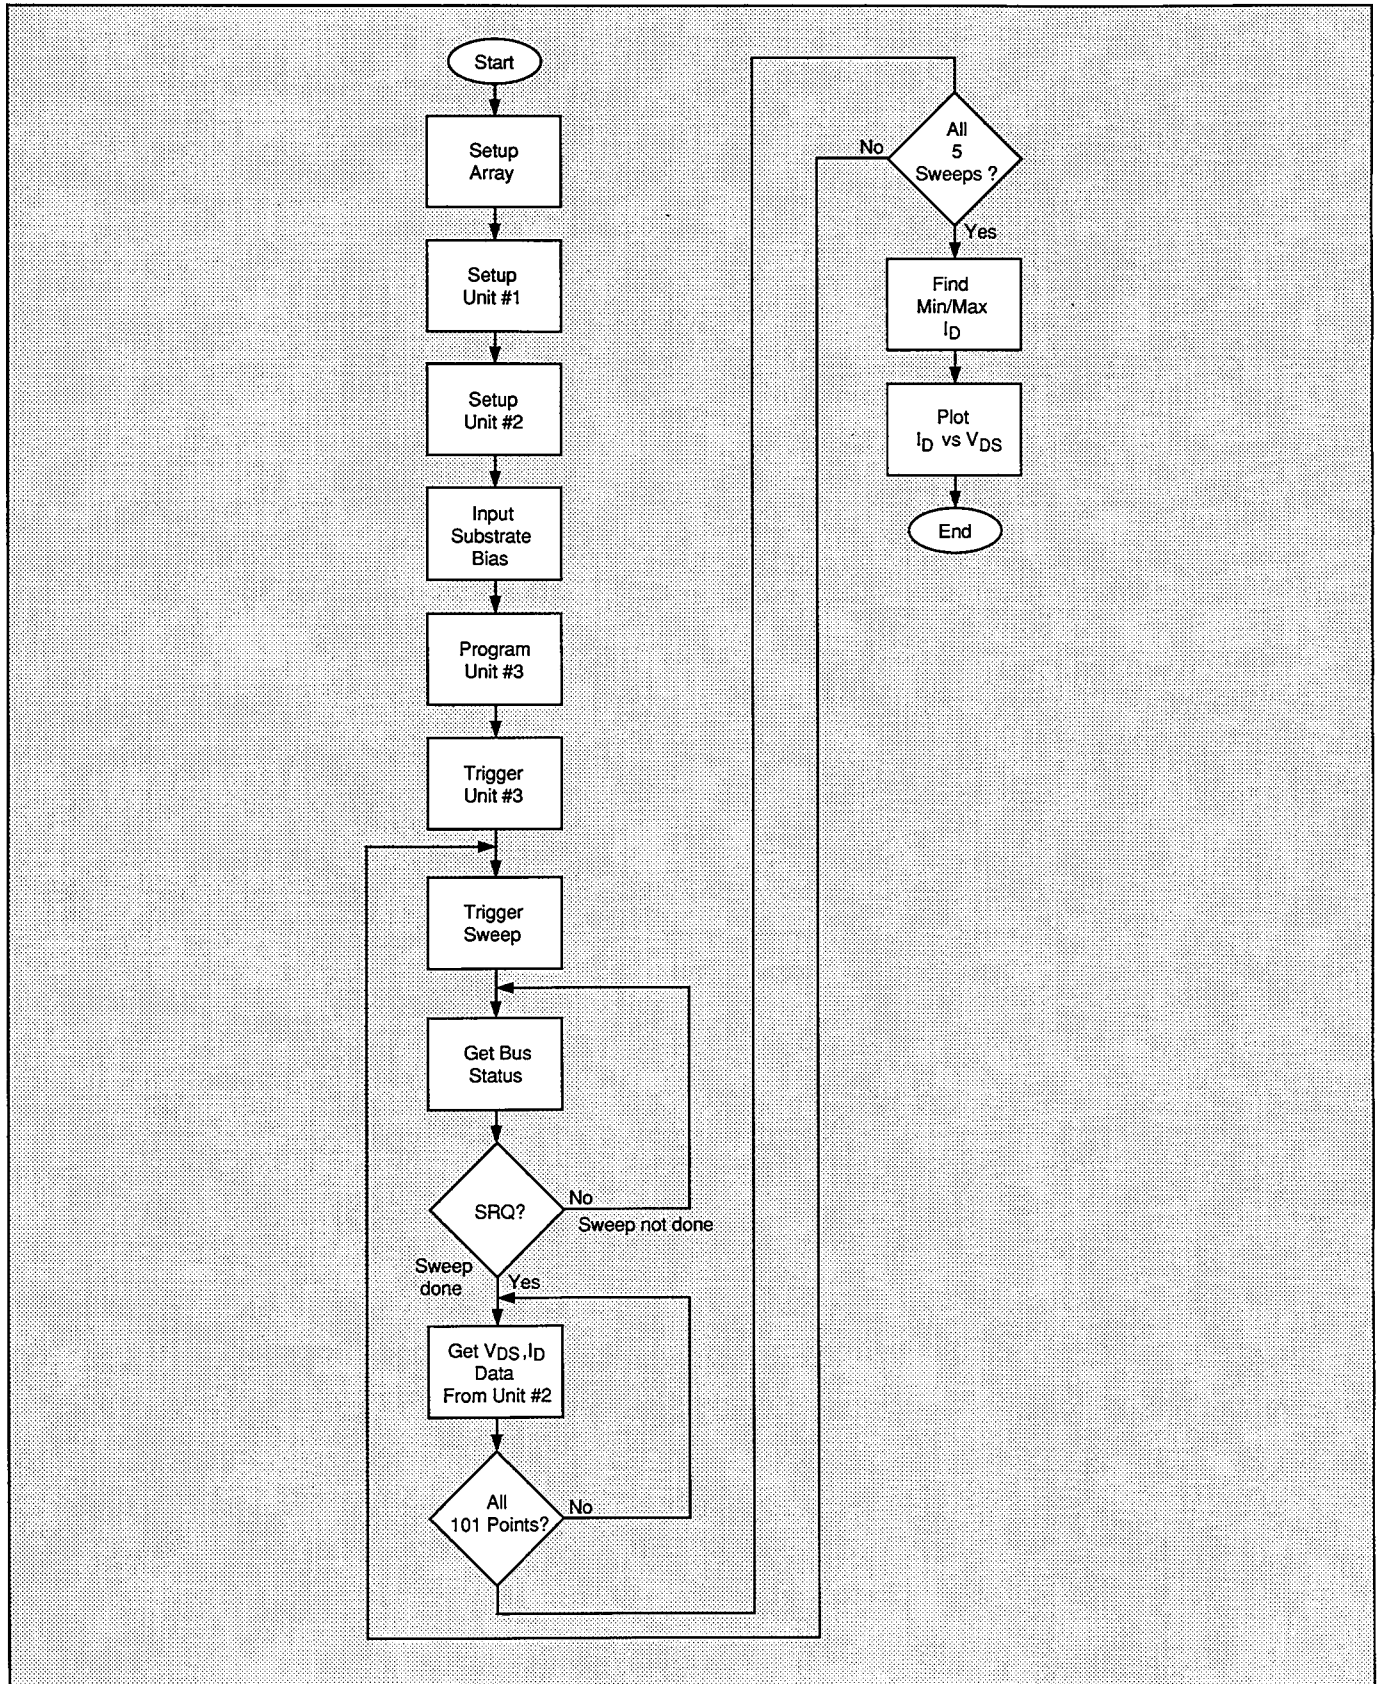 Start
Setup
Array
Setup
Unit #1
Setup
Unit #2
Input
Substrate
Bias
Program
Unit #3
Trigger
Unit #3
Trigger
Sweep
Get Bus
Status
SRQ?
No
Sweep not done
Sweep
done
Yes
Get VDS,ID
Data
From Unit #2
All
101 Points?
No
All
5
Sweeps ?
No
Yes
Find
Min/Max
ID
Plot
ID vs VDS
End